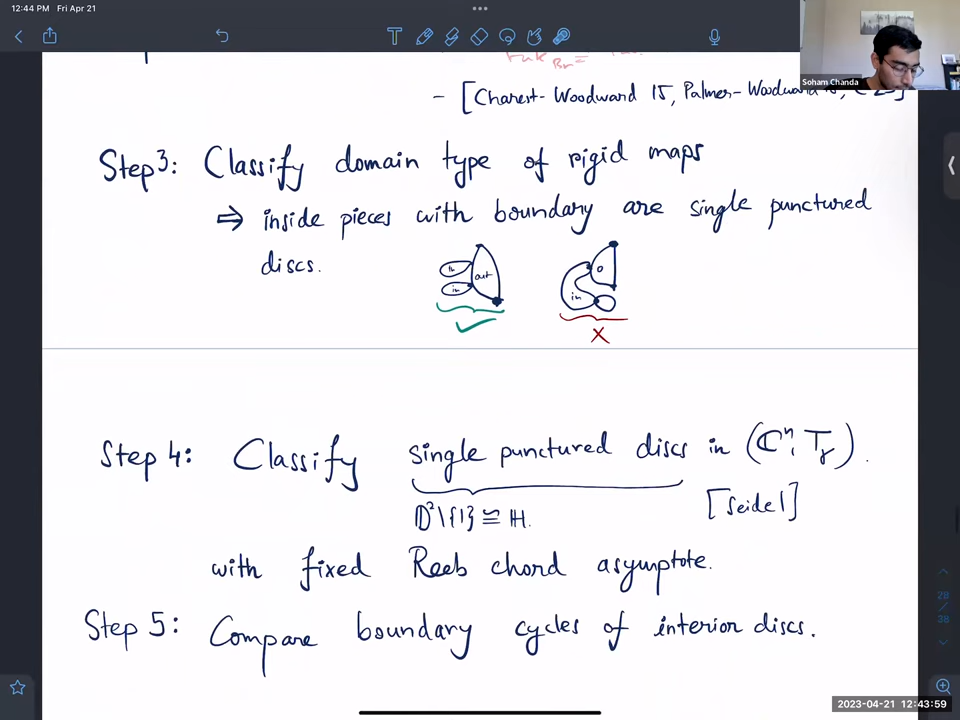 12:44 PM Fri Apr 21
Soham Chanda
- [Charest-Woodward 15, Palmer-Woodward
Step 3: Classify domain type of rigid maps
⇒ inside pieces with boundary are single punctured
discs.
in out
in
o
in
✓
X
Step 4: Classify single punctured discs in (ℂⁿ, T_γ).
𝔻²\{1} ≅ ℍ. [Seidel]
with fixed Reeb chord asymptote.
Step 5: Compare boundary cycles of interior discs.
28
/
38
2023-04-21 12:43:59